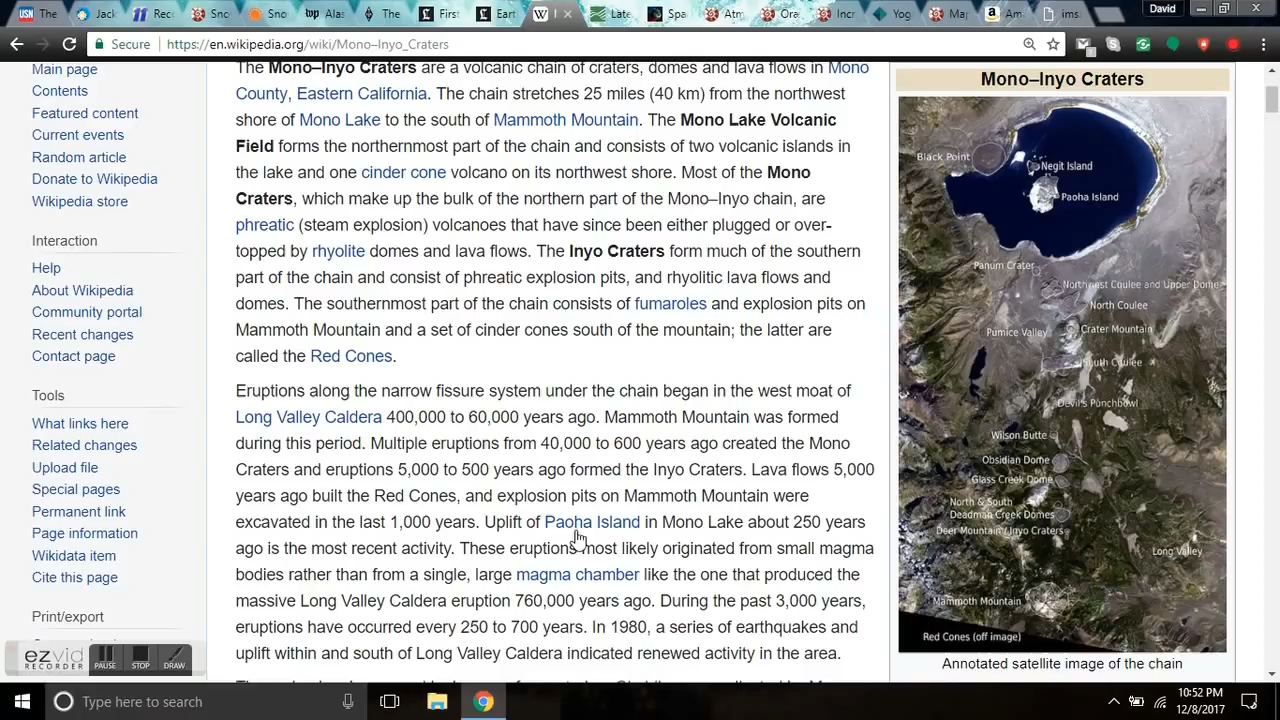 The
An
Rec
Sno
Sno
Alas
The
First
Eart
W
Late
Spa
Atm
Ora
Incr
Yog
Ma
Am
ims
David
Secure
https://en.wikipedia.org/wiki/Mono–Inyo_Craters
Main page
Contents
Featured content
Current events
Random article
Donate to Wikipedia
Wikipedia store
Interaction
Help
About Wikipedia
Community portal
Recent changes
Contact page
Tools
What links here
Related changes
Upload file
Special pages
Permanent link
Page information
Wikidata item
Cite this page
Print/export
ezvid
RECORDER
PAUSE
STOP
DRAW
The Mono–Inyo Craters are a volcanic chain of craters, domes and lava flows in Mono
County, Eastern California. The chain stretches 25 miles (40 km) from the northwest
shore of Mono Lake to the south of Mammoth Mountain. The Mono Lake Volcanic
Field forms the northernmost part of the chain and consists of two volcanic islands in
the lake and one cinder cone volcano on its northwest shore. Most of the Mono
Craters, which make up the bulk of the northern part of the Mono–Inyo chain, are
phreatic (steam explosion) volcanoes that have since been either plugged or over-
topped by rhyolite domes and lava flows. The Inyo Craters form much of the southern
part of the chain and consist of phreatic explosion pits, and rhyolitic lava flows and
domes. The southernmost part of the chain consists of fumaroles and explosion pits on
Mammoth Mountain and a set of cinder cones south of the mountain; the latter are
called the Red Cones.
Eruptions along the narrow fissure system under the chain began in the west moat of
Long Valley Caldera 400,000 to 60,000 years ago. Mammoth Mountain was formed
during this period. Multiple eruptions from 40,000 to 600 years ago created the Mono
Craters and eruptions 5,000 to 500 years ago formed the Inyo Craters. Lava flows 5,000
years ago built the Red Cones, and explosion pits on Mammoth Mountain were
excavated in the last 1,000 years. Uplift of Paoha Island in Mono Lake about 250 years
ago is the most recent activity. These eruptions most likely originated from small magma
bodies rather than from a single, large magma chamber like the one that produced the
massive Long Valley Caldera eruption 760,000 years ago. During the past 3,000 years,
eruptions have occurred every 250 to 700 years. In 1980, a series of earthquakes and
uplift within and south of Long Valley Caldera indicated renewed activity in the area.
Mono–Inyo Craters
Black Point
Negit Island
Paoha Island
Panum Crater
Northwest Coulee and Upper Dome
North Coulee
Pumice Valley
Crater Mountain
South Coulee
Devil's Punchbowl
Wilson Butte
Obsidian Dome
Glass Creek Dome
North & South
Deadman Creek Domes
Deer Mountain / Inyo Craters
Long Valley
Mammoth Mountain
Red Cones (off image)
Annotated satellite image of the chain
Type here to search
10:52 PM
12/8/2017